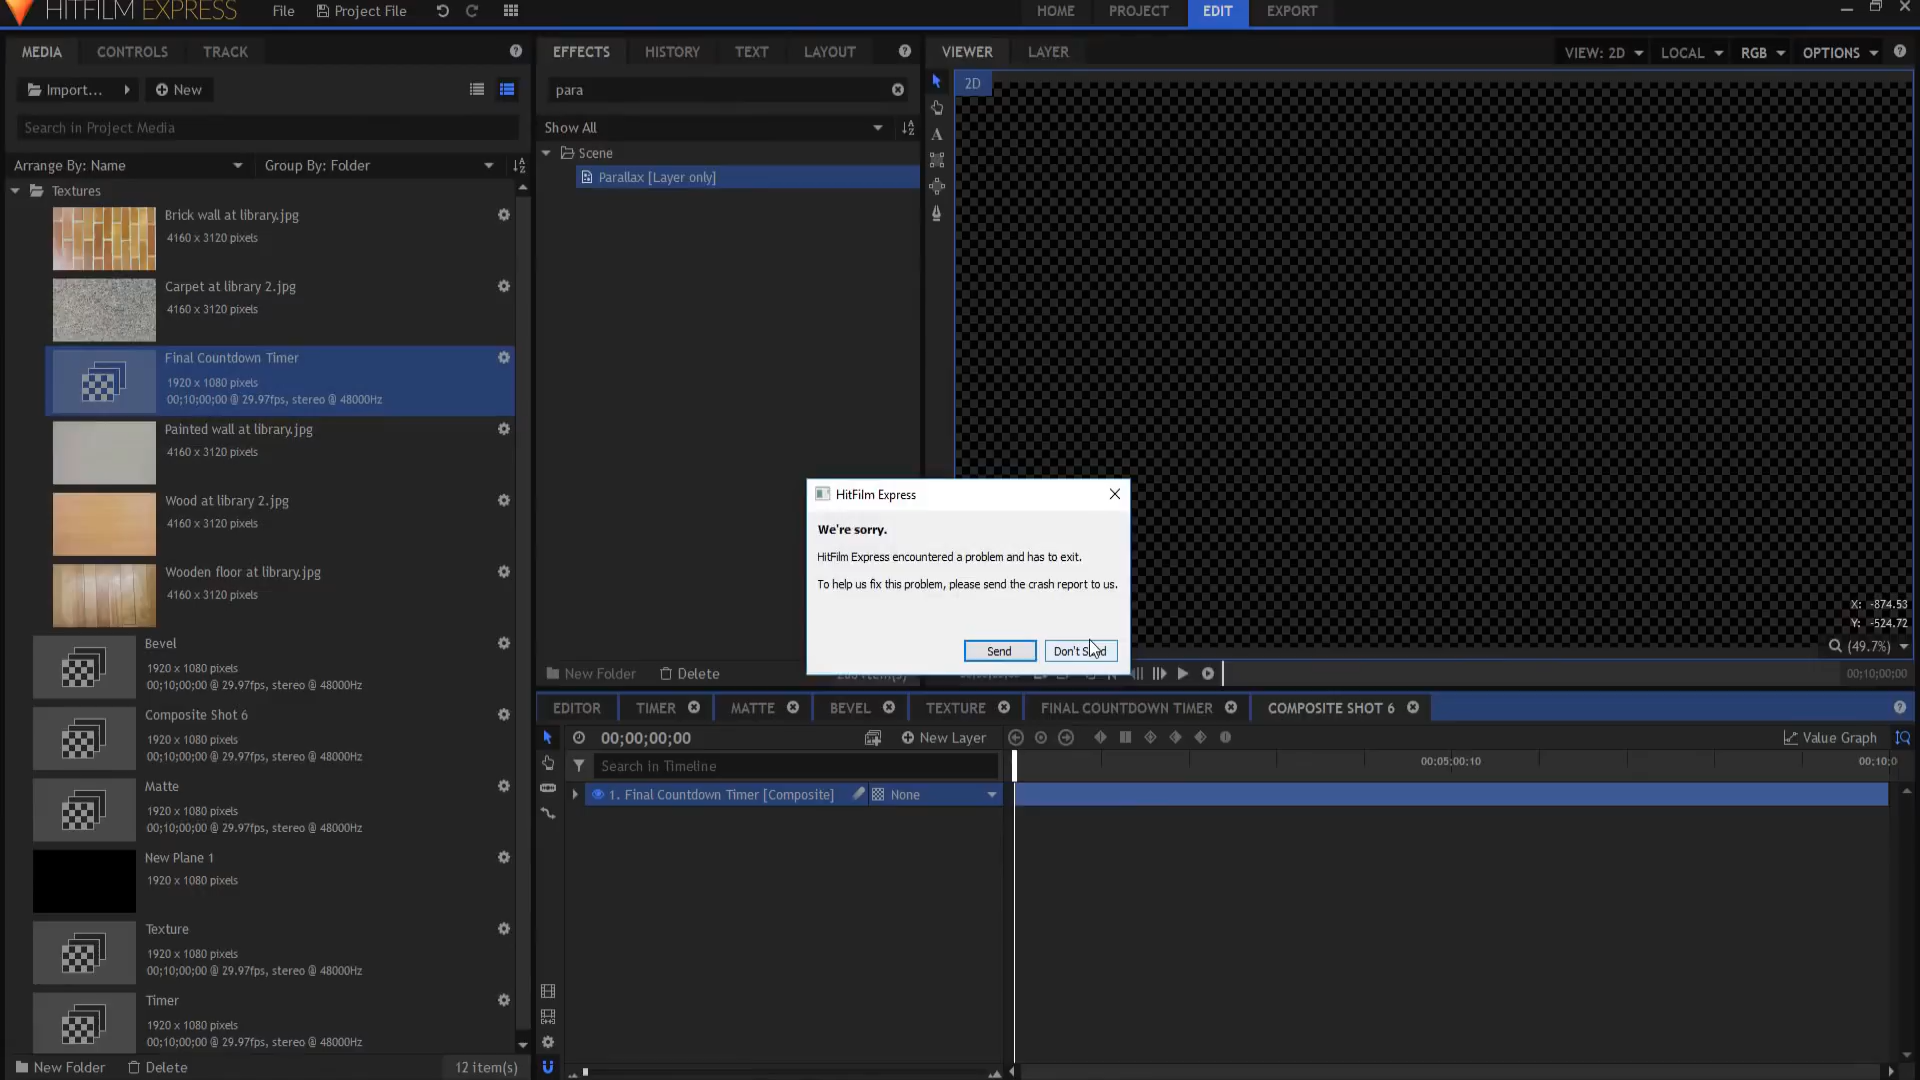 HITFILM EXPRESS
File
Project File
HOME
PROJECT
EDIT
EXPORT
MEDIA
CONTROLS
TRACK
Import...
New
Search in Project Media
Arrange By: Name
Group By: Folder
Textures
Brick wall at library.jpg
4160 x 3120 pixels
Carpet at library 2.jpg
4160 x 3120 pixels
Final Countdown Timer
1920 x 1080 pixels
00;10;00;00 @ 29.97fps, stereo @ 48000Hz
Painted wall at library.jpg
4160 x 3120 pixels
Wood at library 2.jpg
4160 x 3120 pixels
Wooden floor at library.jpg
4160 x 3120 pixels
Bevel
1920 x 1080 pixels
00;10;00;00 @ 29.97fps, stereo @ 48000Hz
Composite Shot 6
1920 x 1080 pixels
00;10;00;00 @ 29.97fps, stereo @ 48000Hz
Matte
1920 x 1080 pixels
00;10;00;00 @ 29.97fps, stereo @ 48000Hz
New Plane 1
1920 x 1080 pixels
Texture
1920 x 1080 pixels
00;10;00;00 @ 29.97fps, stereo @ 48000Hz
Timer
1920 x 1080 pixels
00;10;00;00 @ 29.97fps, stereo @ 48000Hz
New Folder
Delete
12 item(s)
EFFECTS
HISTORY
TEXT
LAYOUT
para
Show All
Scene
Parallax [Layer only]
New Folder
Delete
VIEWER
LAYER
VIEW: 2D
LOCAL
RGB
OPTIONS
2D
X: -874.53
Y: -524.72
(49.7%)
00;10;00;00
HitFilm Express
We're sorry.
HitFilm Express encountered a problem and has to exit.
To help us fix this problem, please send the crash report to us.
Send
Don't
EDITOR
TIMER
MATTE
BEVEL
TEXTURE
FINAL COUNTDOWN TIMER
COMPOSITE SHOT 6
00;00;00;00
New Layer
Value Graph
Search in Timeline
00;05;00;10
00;10;0
1. Final Countdown Timer [Composite]
None